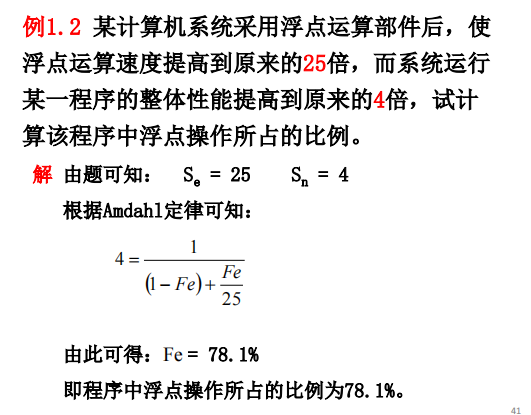 例1.2 某计算机系统采用浮点运算部件后，使
浮点运算速度提高到原来的25倍，而系统运行
某一程序的整体性能提高到原来的4倍，试计
算该程序中浮点操作所占的比例。
解 由题可知： Se = 25 Sn = 4
根据Amdahl定律可知：
4 = 1 / ((1 − Fe) + Fe / 25)
由此可得：Fe = 78.1%
即程序中浮点操作所占的比例为78.1%。
41